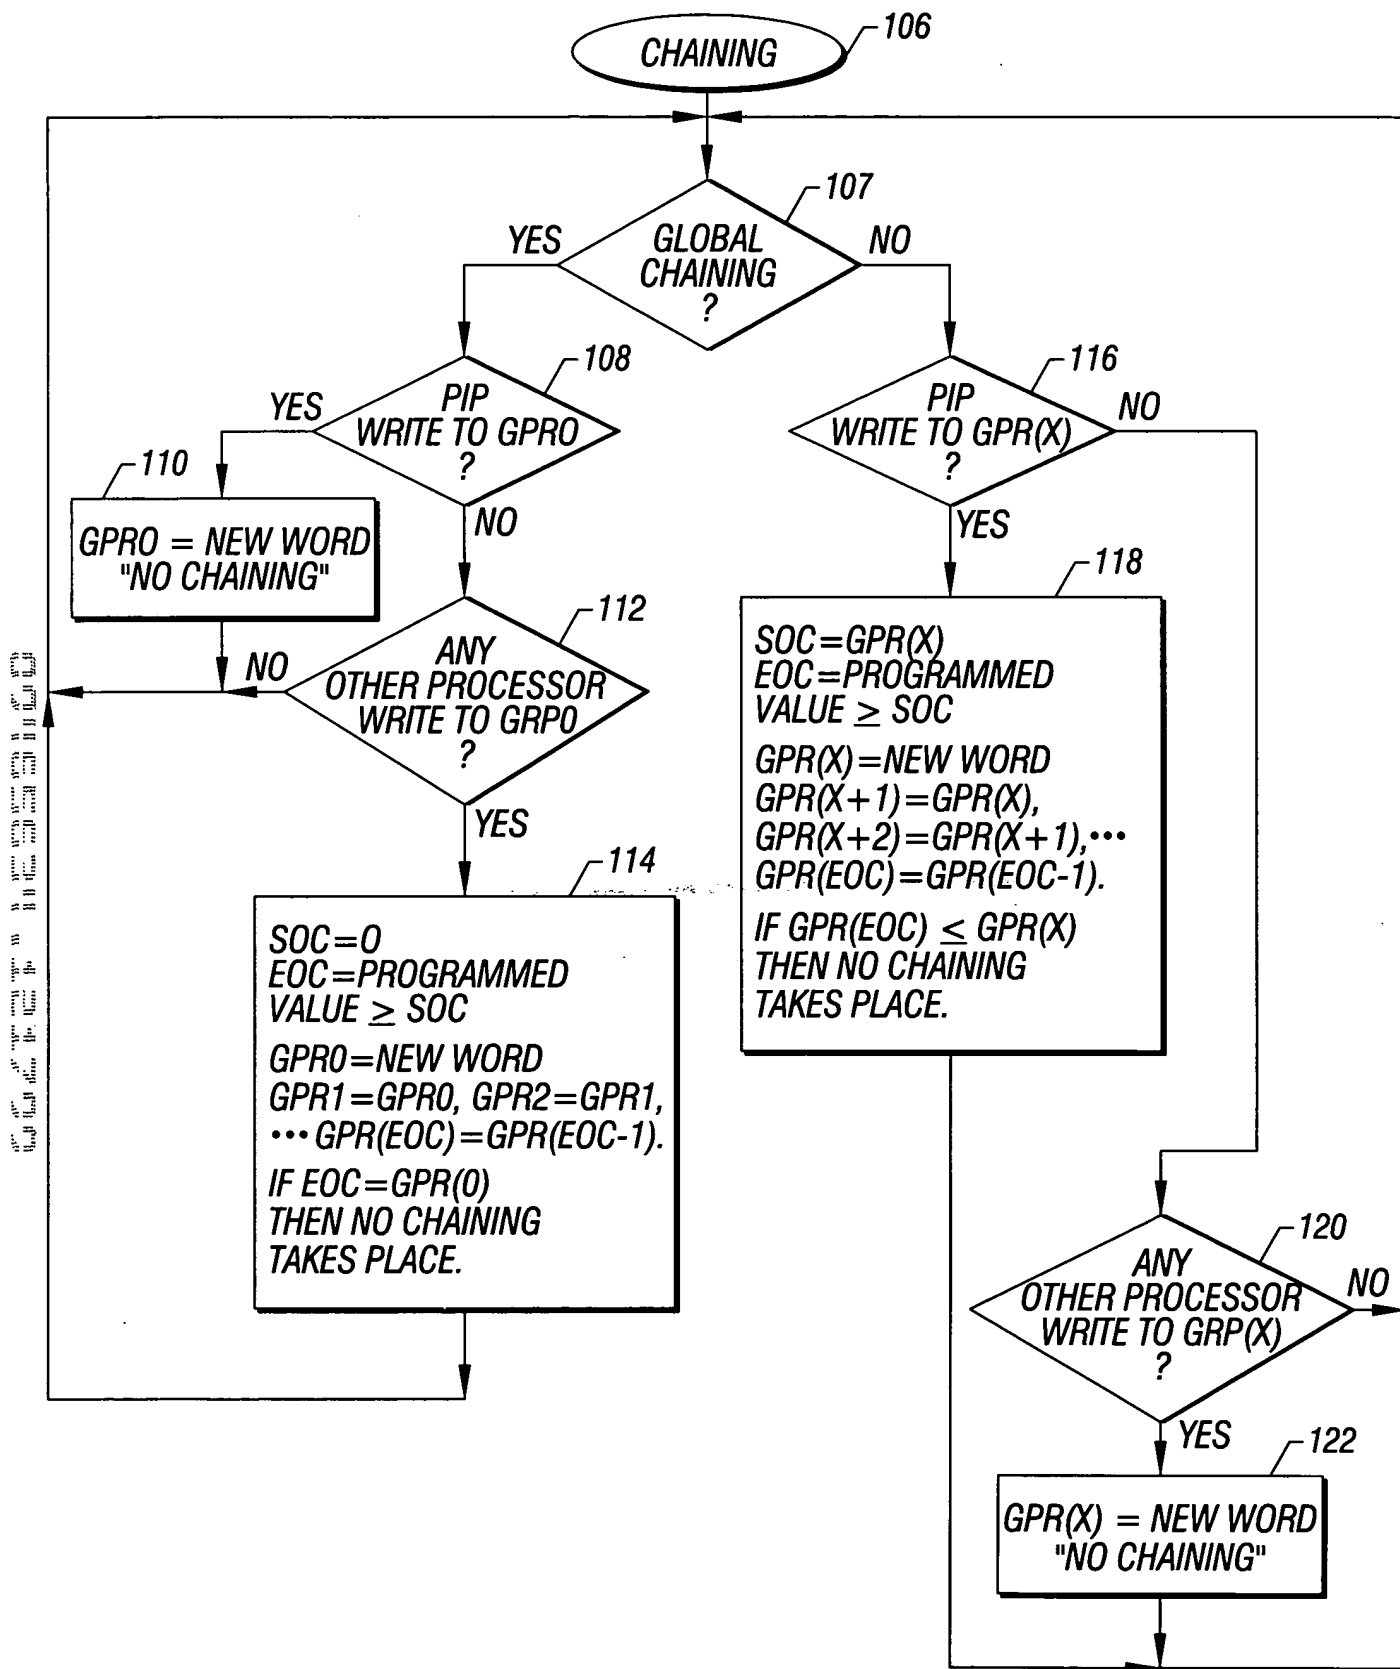 CHAINING
106
107
GLOBAL
CHAINING
?
YES
NO
108
PIP
WRITE TO GPR0
?
YES
NO
116
PIP
WRITE TO GPR(X)
?
NO
YES
110
GPR0 = NEW WORD
"NO CHAINING"
112
ANY
OTHER PROCESSOR
WRITE TO GRP0
?
NO
YES
118
SOC=GPR(X)
EOC=PROGRAMMED
VALUE ≥ SOC
GPR(X)=NEW WORD
GPR(X+1)=GPR(X),
GPR(X+2)=GPR(X+1),•••
GPR(EOC)=GPR(EOC-1).
IF GPR(EOC) ≤ GPR(X)
THEN NO CHAINING
TAKES PLACE.
114
SOC=0
EOC=PROGRAMMED
VALUE ≥ SOC
GPR0=NEW WORD
GPR1=GPR0, GPR2=GPR1,
•••GPR(EOC)=GPR(EOC-1).
IF EOC=GPR(0)
THEN NO CHAINING
TAKES PLACE.
120
ANY
OTHER PROCESSOR
WRITE TO GRP(X)
?
NO
YES
122
GPR(X) = NEW WORD
"NO CHAINING"